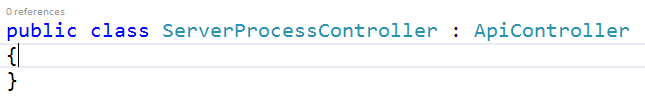 0 references
public class ServerProcessController : ApiController
{
}